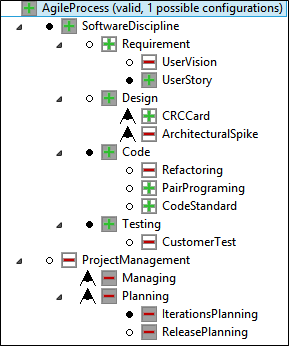 AgileProcess (valid, 1 possible configurations)
SoftwareDiscipline
Requirement
UserVision
UserStory
Design
CRCCard
ArchitecturalSpike
Code
Refactoring
PairPrograming
CodeStandard
Testing
CustomerTest
ProjectManagement
Managing
Planning
IterationsPlanning
ReleasePlanning